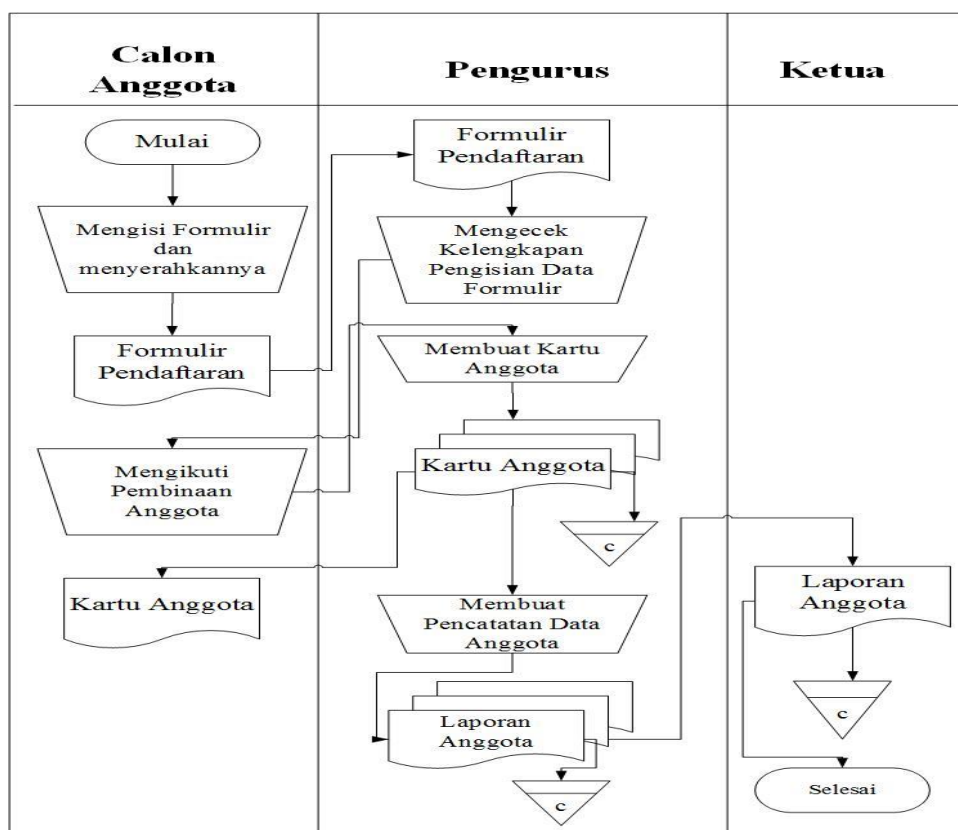 Calon
Anggota
Pengurus
Ketua
Mulai
Mengisi Formulir
dan
menyerahkannya
Formulir
Pendaftaran
Formulir
Pendaftaran
Mengecek
Kelengkapan
Pengisian Data
Formulir
Mengikuti
Pembinaan
Anggota
Membuat Kartu
Anggota
Kartu Anggota
c
Kartu Anggota
Membuat
Pencatatan Data
Anggota
Laporan
Anggota
c
Laporan
Anggota
c
Selesai